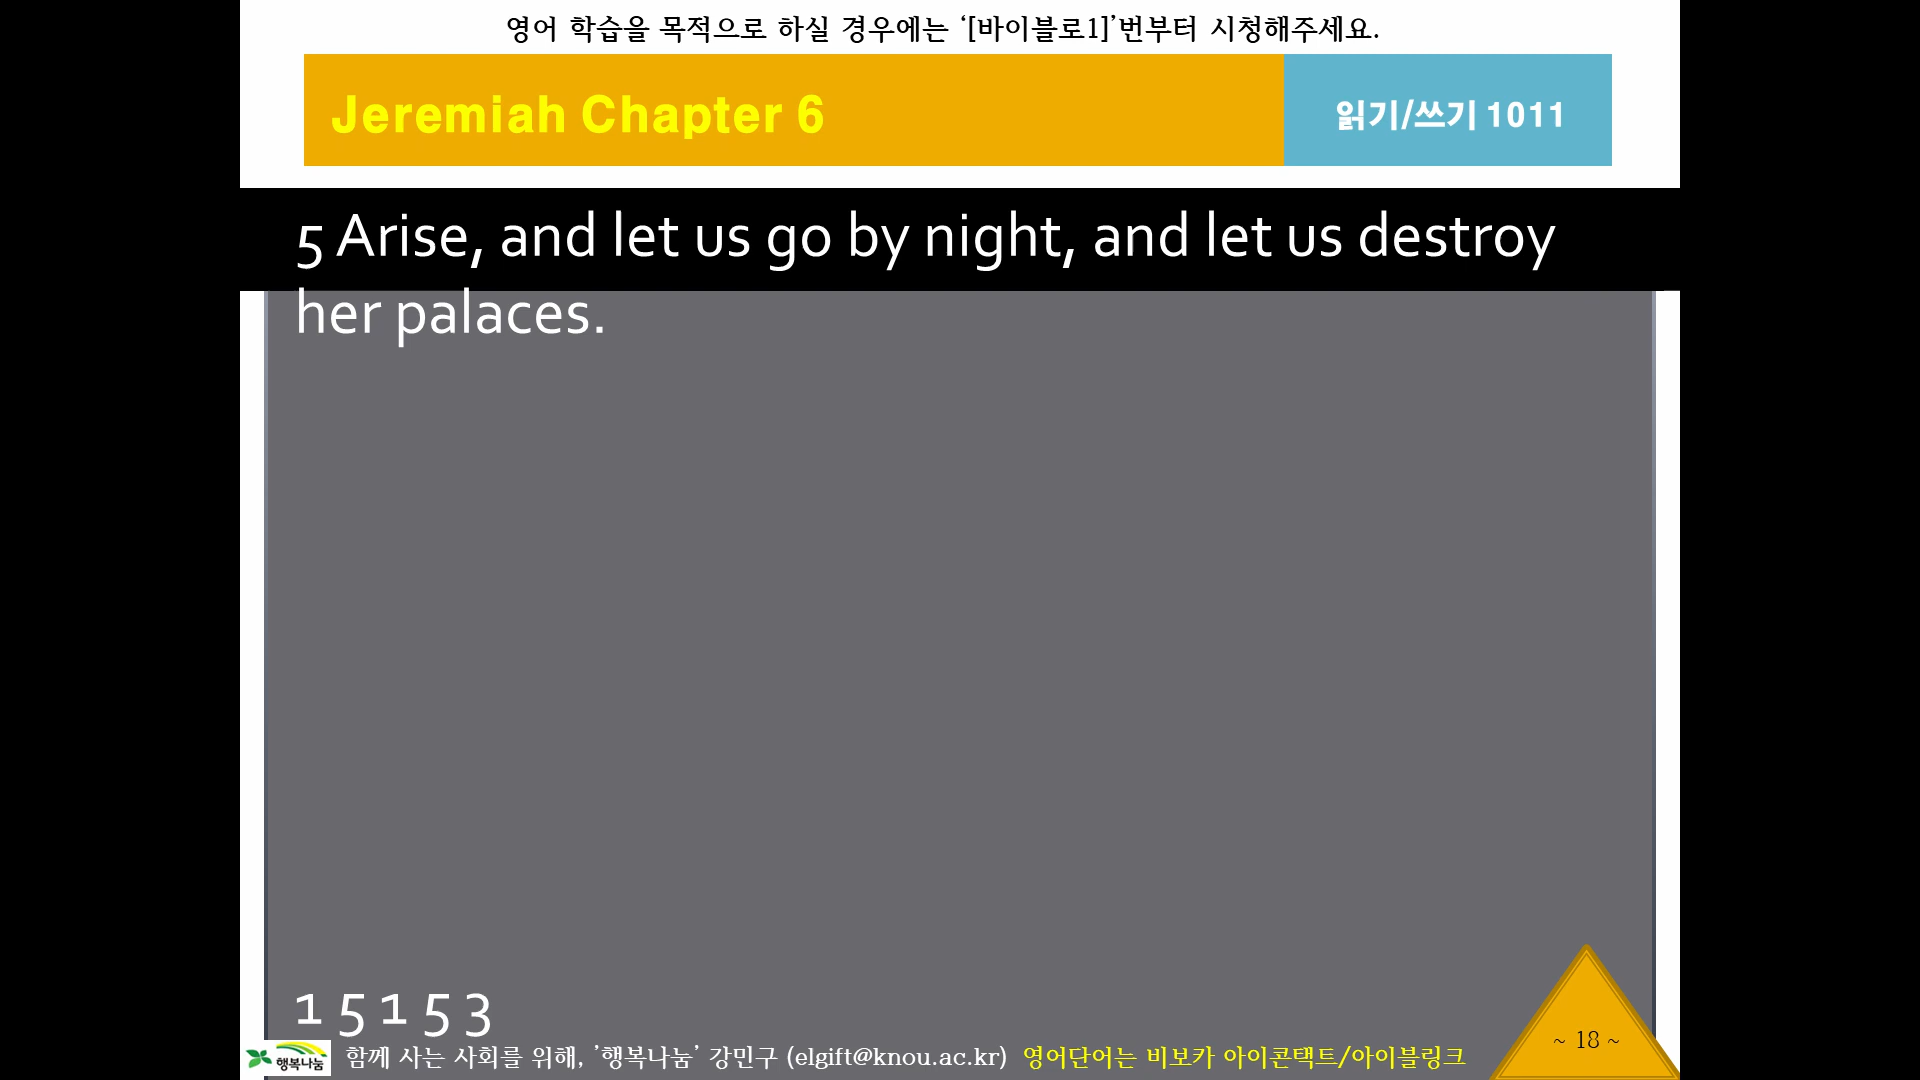 영어 학습을 목적으로 하실 경우에는 ‘[바이블로1]’번부터 시청해주세요.
Jeremiah Chapter 6
읽기/쓰기 1011
5 Arise, and let us go by night, and let us destroy
her palaces.
1 5 1 5 3
행복나눔
함께 사는 사회를 위해, ’행복나눔’ 강민구 (elgift@knou.ac.kr) 영어단어는 비보카 아이콘택트/아이블링크
~ 18 ~